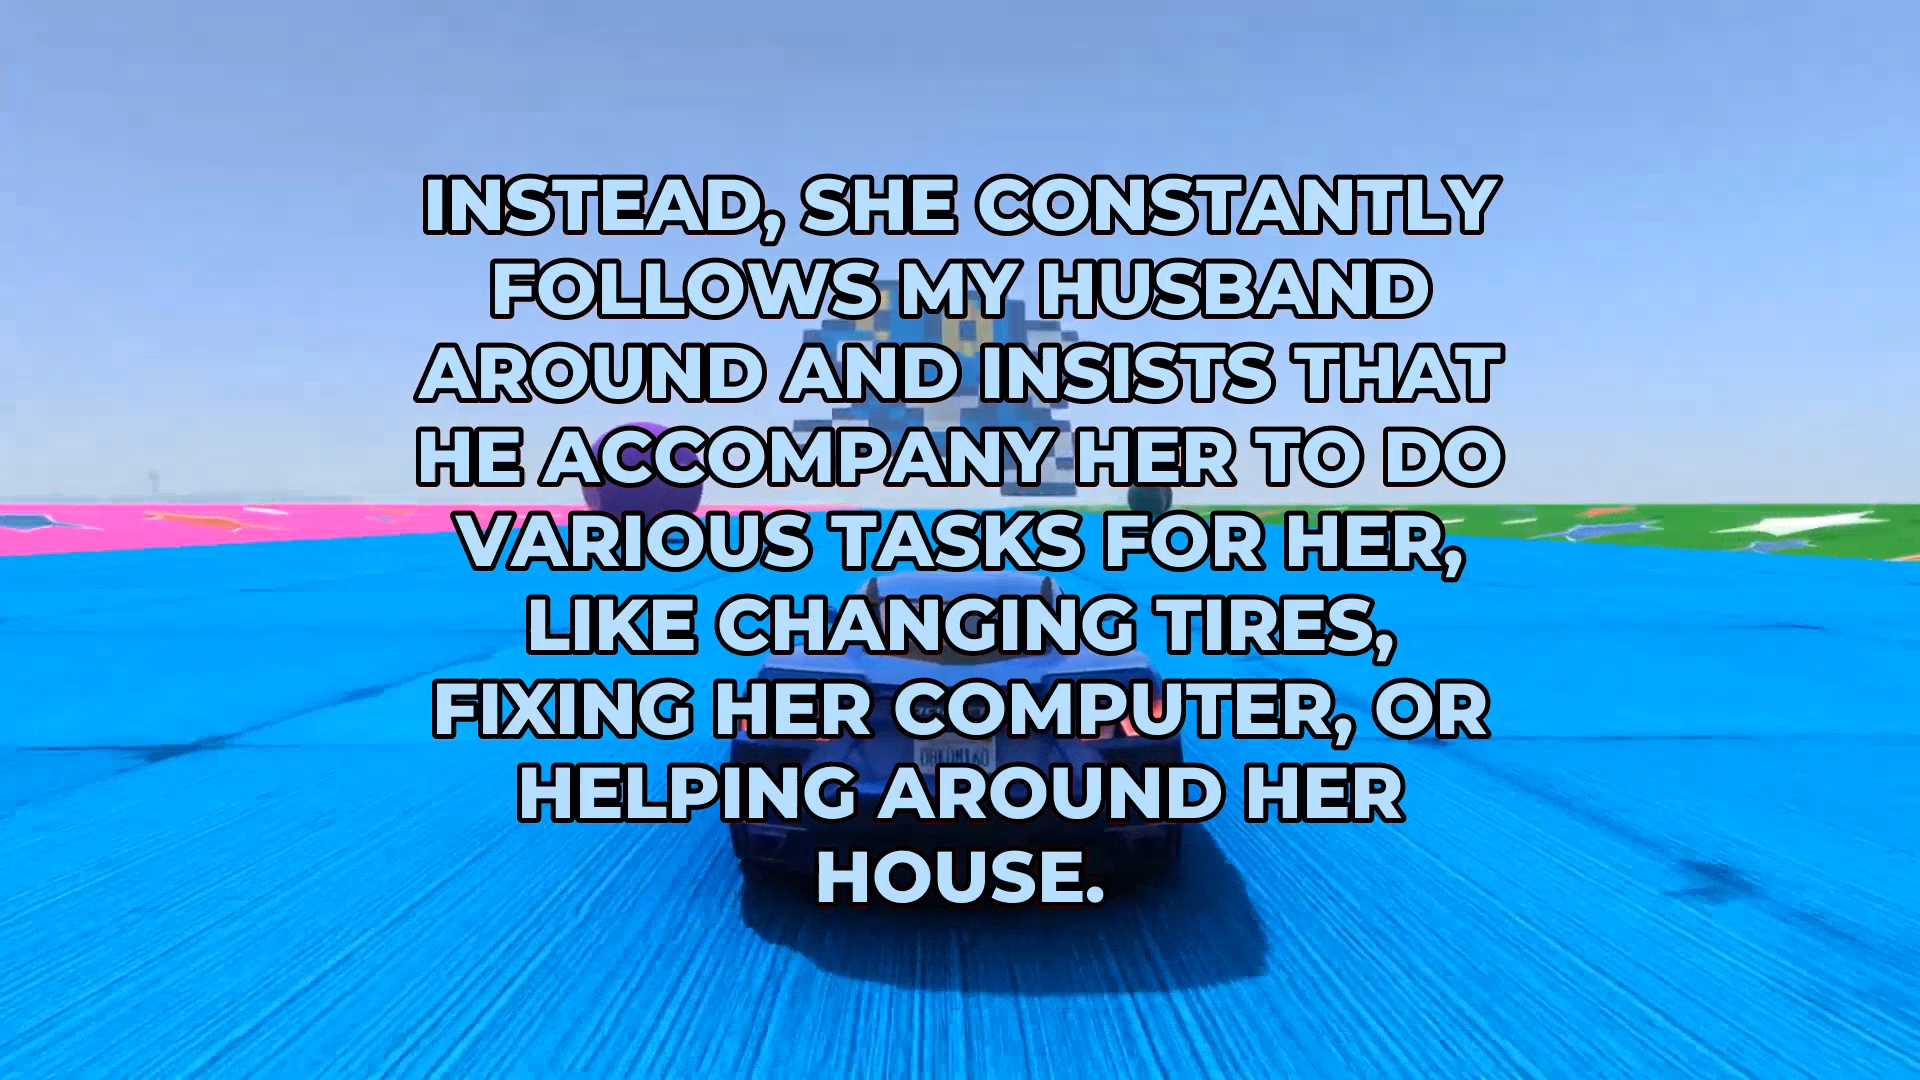 INSTEAD, SHE CONSTANTLY
FOLLOWS MY HUSBAND
AROUND AND INSISTS THAT
HE ACCOMPANY HER TO DO
VARIOUS TASKS FOR HER,
LIKE CHANGING TIRES,
FIXING HER COMPUTER, OR
HELPING AROUND HER
HOUSE.